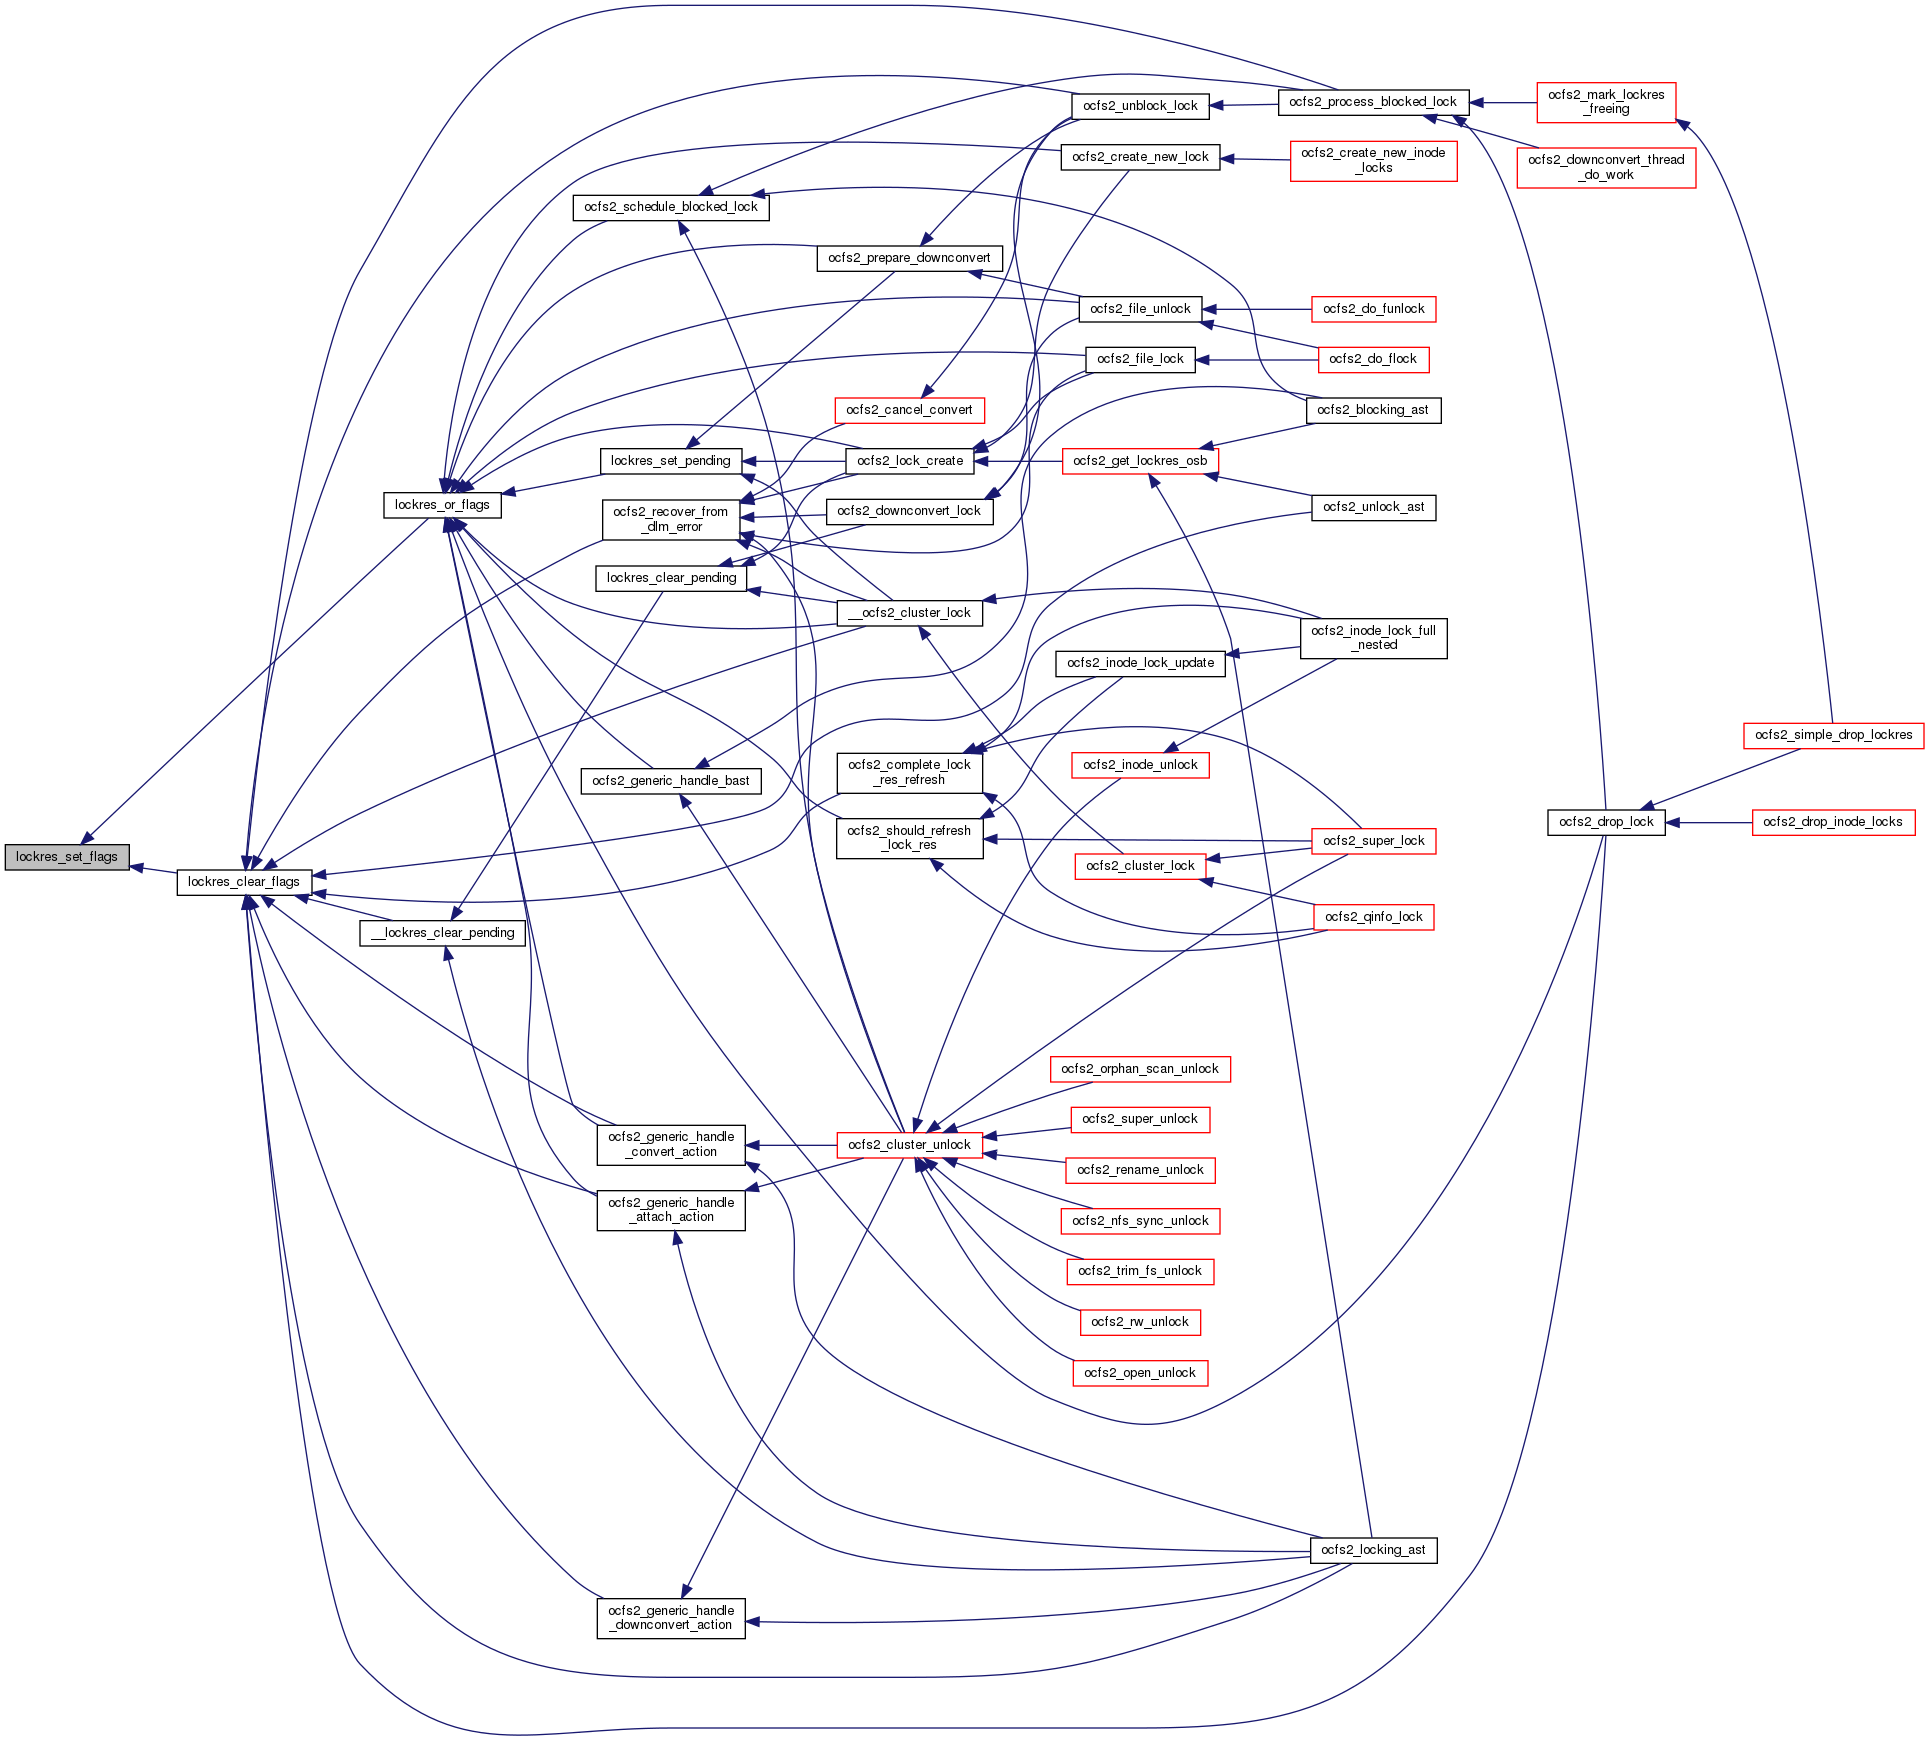 lockres_set_flags
lockres_clear_flags
lockres_or_flags
__lockres_clear_pending
ocfs2_schedule_blocked_lock
lockres_set_pending
ocfs2_recover_from
_dlm_error
lockres_clear_pending
ocfs2_generic_handle_bast
ocfs2_generic_handle
_convert_action
ocfs2_generic_handle
_attach_action
ocfs2_generic_handle
_downconvert_action
ocfs2_prepare_downconvert
ocfs2_cancel_convert
ocfs2_lock_create
ocfs2_downconvert_lock
__ocfs2_cluster_lock
ocfs2_complete_lock
_res_refresh
ocfs2_should_refresh
_lock_res
ocfs2_cluster_unlock
ocfs2_unblock_lock
ocfs2_create_new_lock
ocfs2_file_unlock
ocfs2_file_lock
ocfs2_get_lockres_osb
ocfs2_inode_lock_update
ocfs2_inode_unlock
ocfs2_cluster_lock
ocfs2_orphan_scan_unlock
ocfs2_super_unlock
ocfs2_rename_unlock
ocfs2_nfs_sync_unlock
ocfs2_trim_fs_unlock
ocfs2_rw_unlock
ocfs2_open_unlock
ocfs2_process_blocked_lock
ocfs2_create_new_inode
_locks
ocfs2_do_funlock
ocfs2_do_flock
ocfs2_blocking_ast
ocfs2_unlock_ast
ocfs2_inode_lock_full
_nested
ocfs2_super_lock
ocfs2_qinfo_lock
ocfs2_locking_ast
ocfs2_mark_lockres
_freeing
ocfs2_downconvert_thread
_do_work
ocfs2_drop_lock
ocfs2_simple_drop_lockres
ocfs2_drop_inode_locks